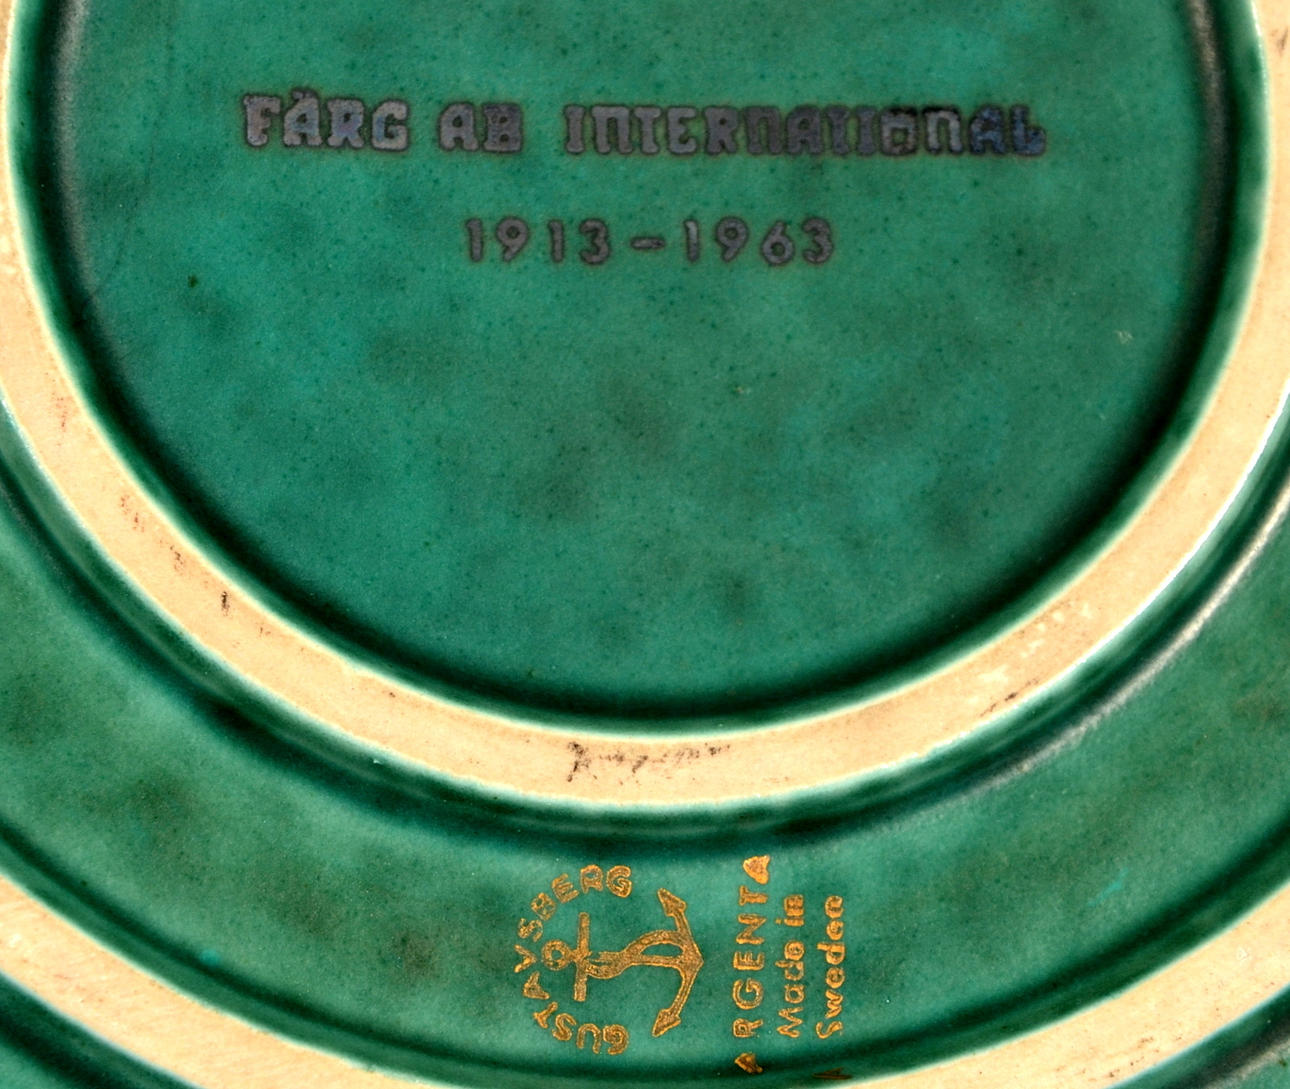 FÄRG AB INTERNATIONAL
1913-1963
GUSTAVSBERG
ARGENTA
Made in
Sweden